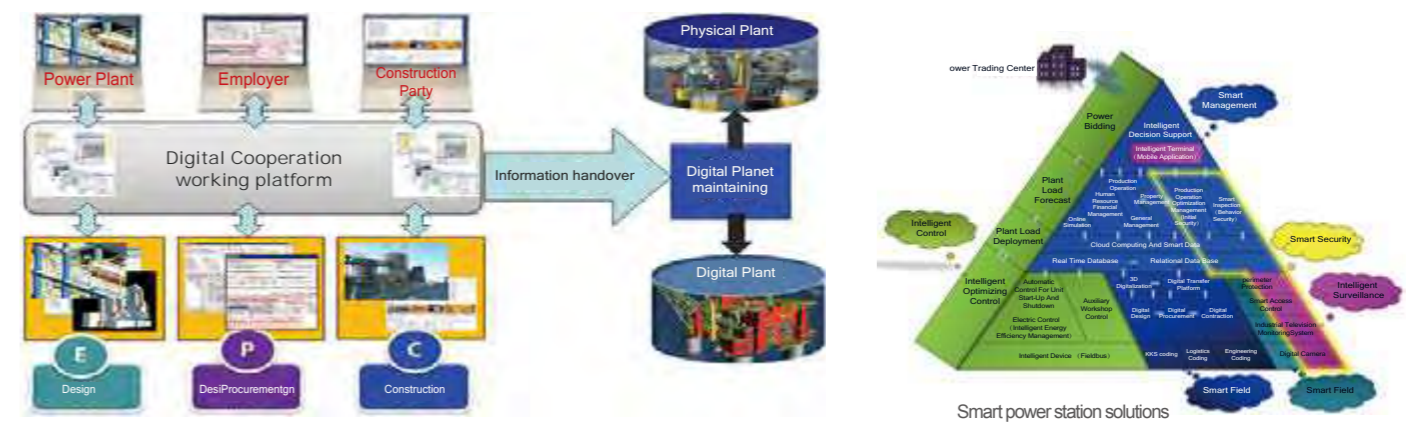 Power Plant
Employer
Construction
Party
Digital Cooperation
working platform
Information handover
Physical Plant
Digital Planet
maintaining
Digital Plant
E
P
C
Design
DesiProcurementgn
Construction
ower Trading Center
Smart
Management
Power
Bidding
Intelligent
Decision Support
Intelligent Terminal
(Mobile Application)
Plant
Load
Forecast
Production
Operation
Human
Resource
Financial
Management
Property
Management
Production
Operation
Optimization
Management
(Initial
Security)
Smart
Inspection
(Behavior
Security)
Online
Simulation
General
Management
Intelligent
Control
Plant Load
Deployment
Cloud Computing And Smart Data
Smart Security
Real Time Database
Relational Data Base
Intelligent
Optimizing
Control
Automatic
Control For Unit
Start-Up And
Shutdown
Auxiliary
Workshop
Control
Electric Control
(Intelligent Energy
Efficiency Management)
3D
Digitalization
Digital Transfer
Platform
Digital
Design
Digital
Procurement
Digital
Contraction
perimeter
Protection
Smart Access
Control
Industrial Television
MonitoringSystem
Digital Camera
Intelligent
Surveillance
Intelligent Device (Fieldbus)
KKS coding
Logistics
Coding
Engineering
Coding
Smart Field
Smart Field
Smart power station solutions